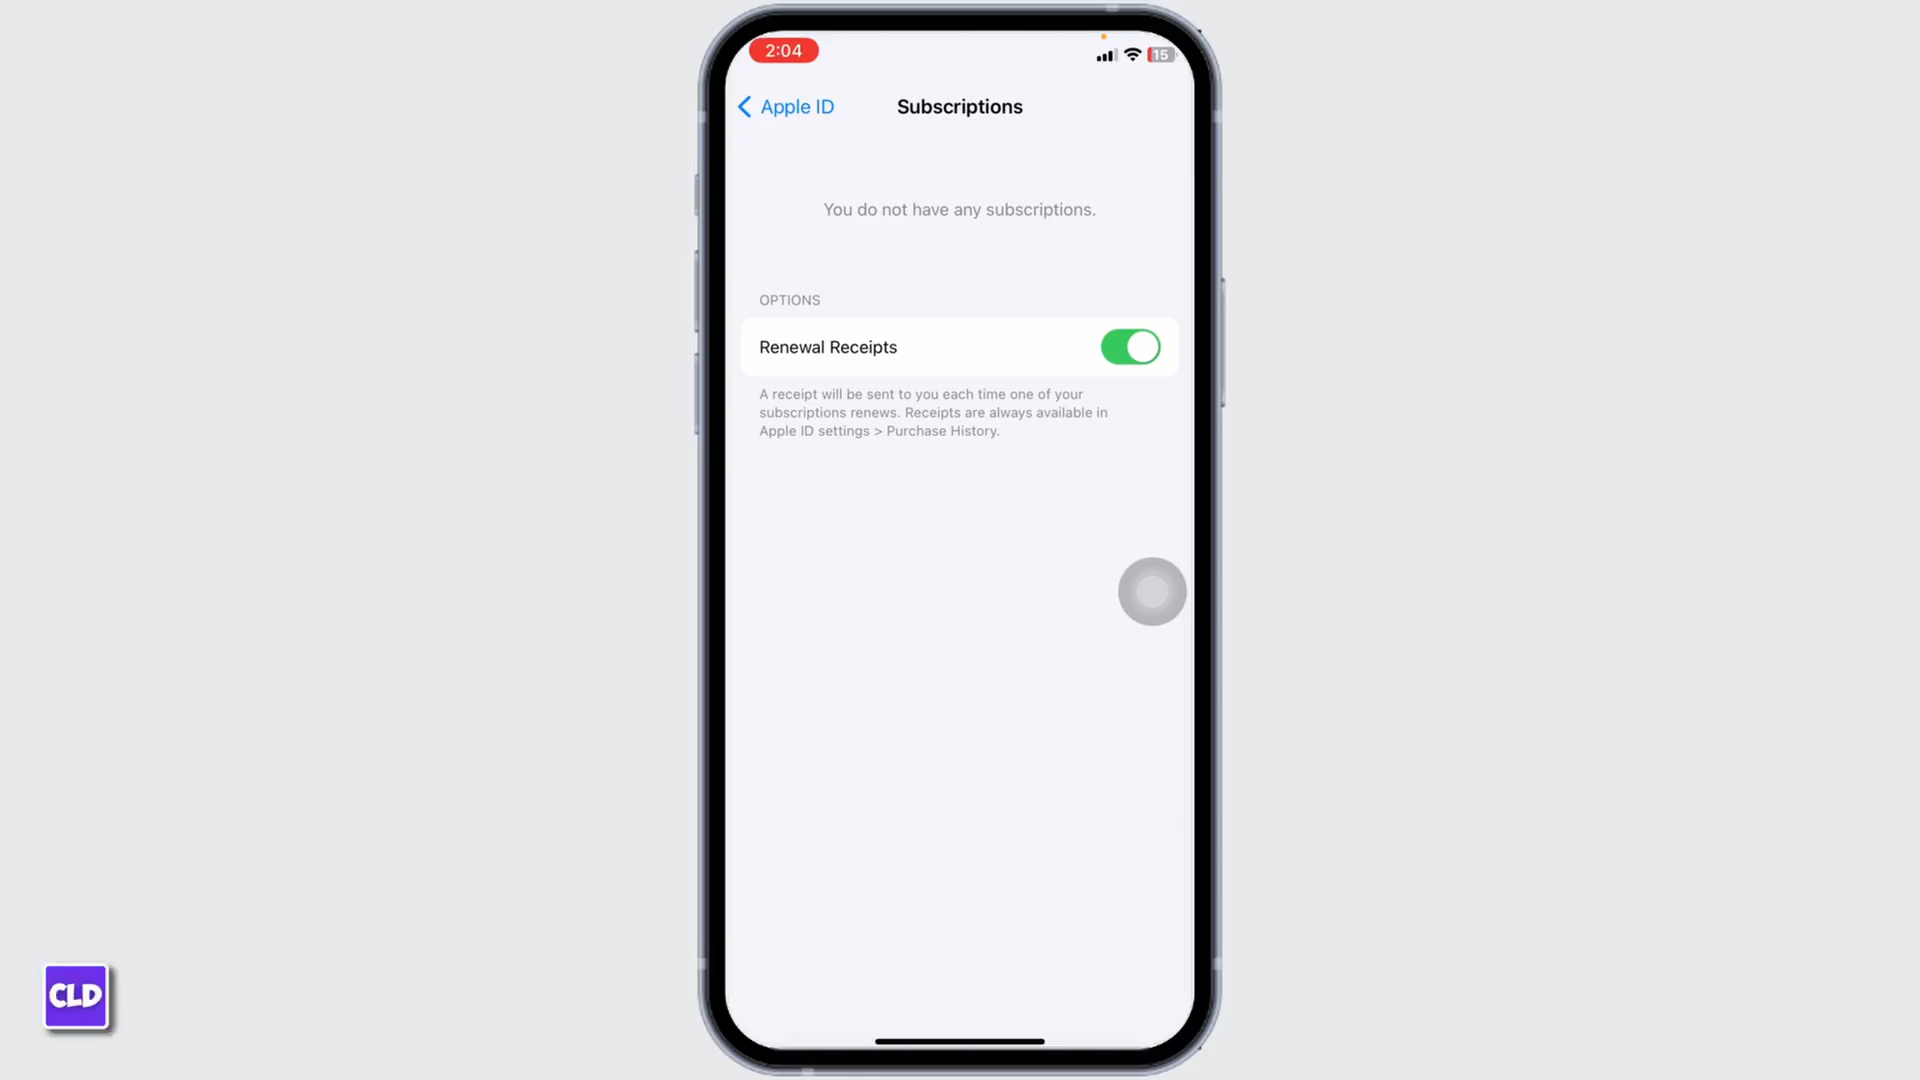 2:04
15
Apple ID
Subscriptions
You do not have any subscriptions.
OPTIONS
Renewal Receipts
A receipt will be sent to you each time one of your
subscriptions renews. Receipts are always available in
Apple ID settings > Purchase History.
CLD